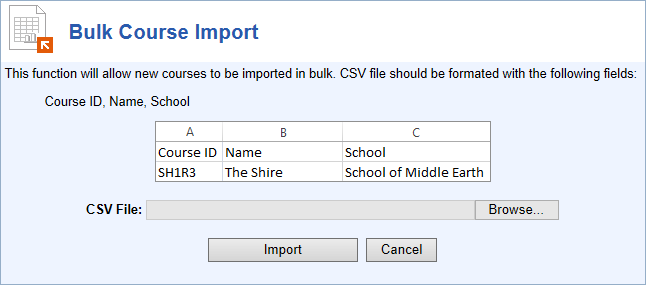 Bulk Course Import
This function will allow new courses to be imported in bulk. CSV file should be formated with the following fields:
Course ID, Name, School
A B C
Course ID Name School
SH1R3 The Shire School of Middle Earth
CSV File: Browse...
Import Cancel